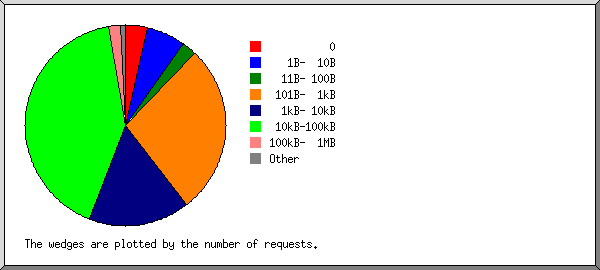 0
1B- 10B
11B- 100B
101B- 1kB
1kB- 10kB
10kB-100kB
100kB- 1MB
Other
The wedges are plotted by the number of requests.